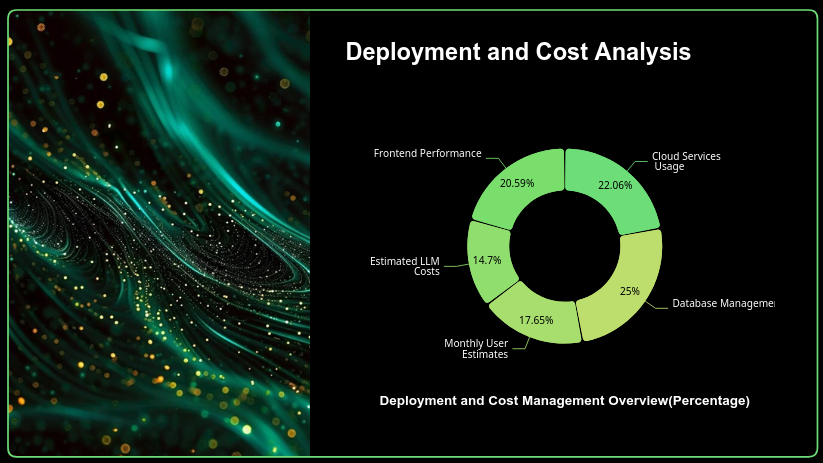 Deployment and Cost Analysis
Frontend Performance
Cloud Services
Usage
20.59%
22.06%
Estimated LLM
Costs
14.7%
25%
Database
17.65%
Monthly User
Estimates
Deployment and Cost Management Overview(Percentage)